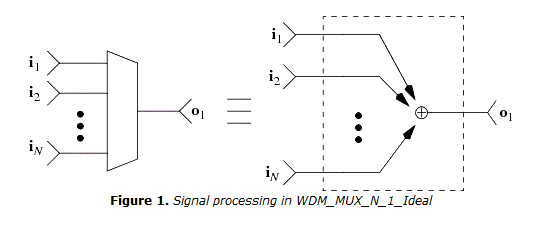 i1
i2
iN
o1
i1
i2
iN
o1
Figure 1. Signal processing in WDM_MUX_N_1_Ideal